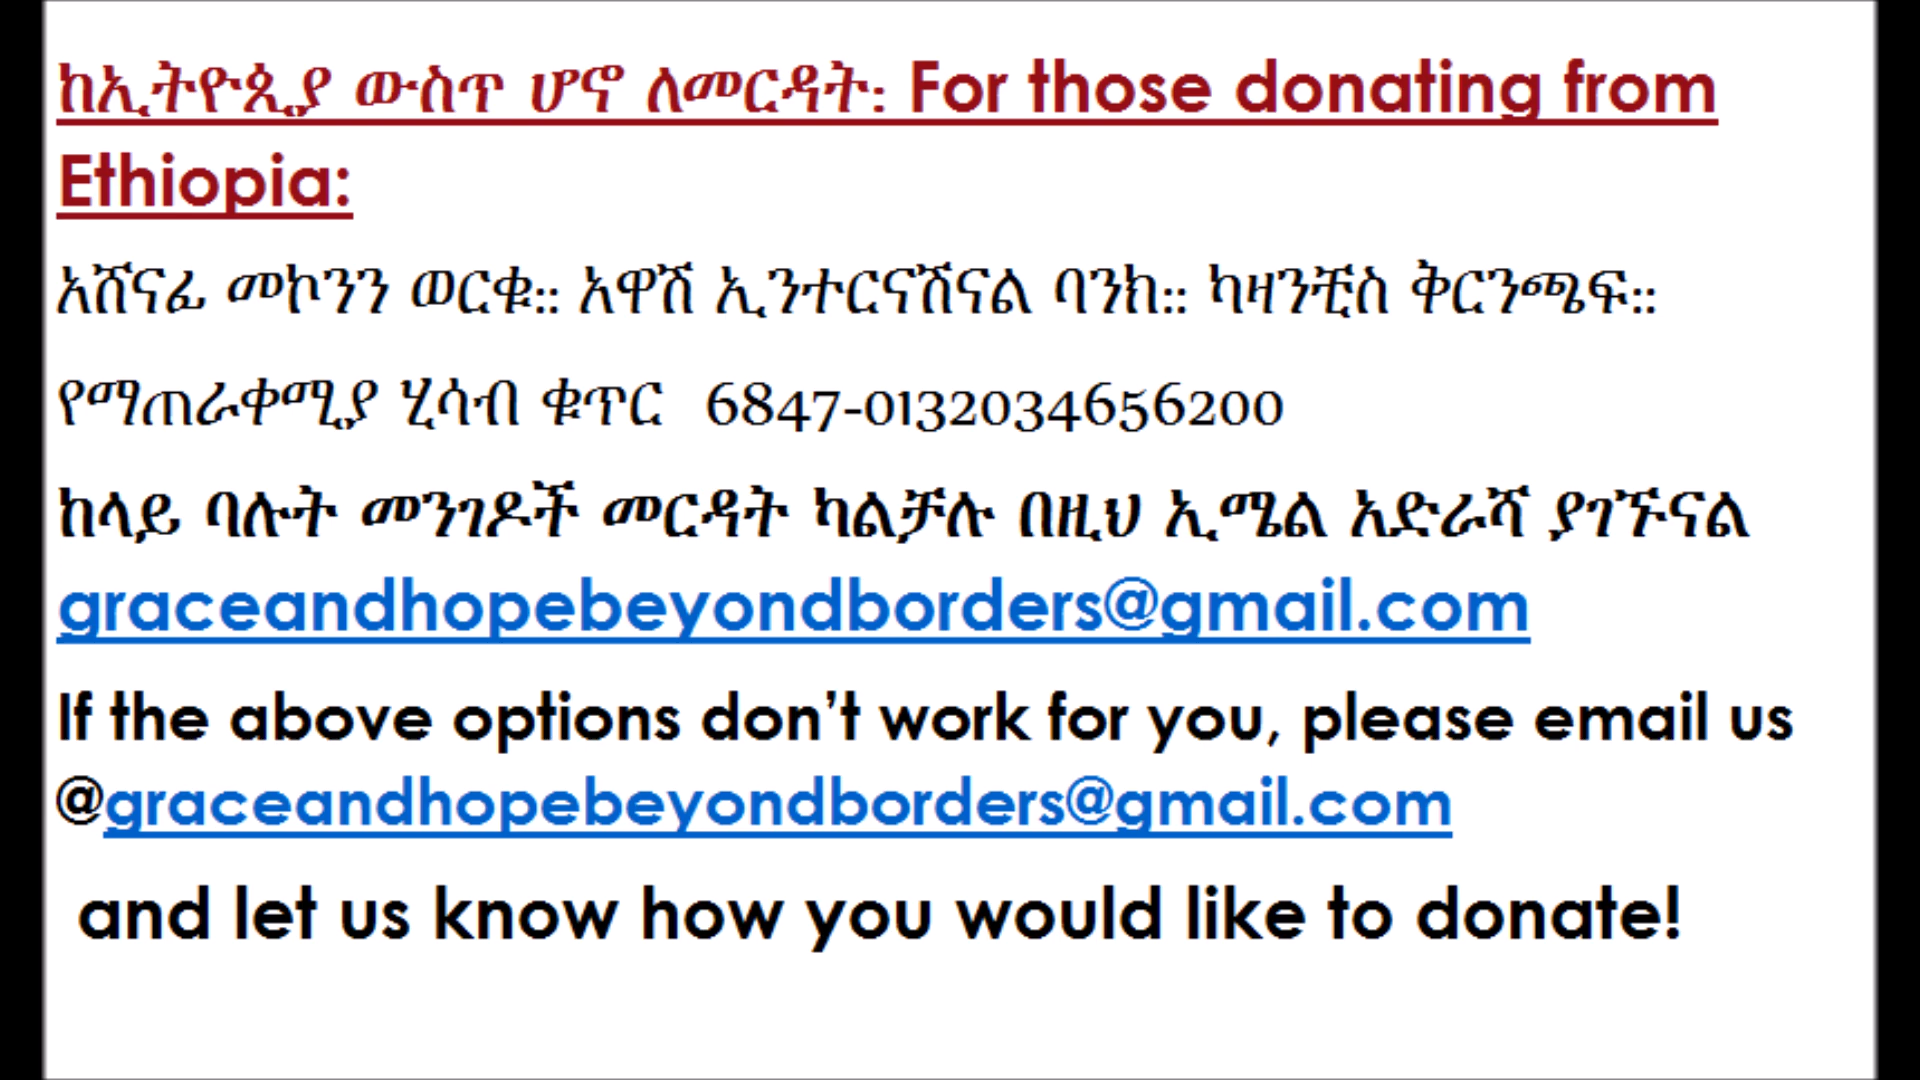 ከኢትዮጲያ ውስጥ ሆኖ ለመርዳት: For those donating from
Ethiopia:
አሸናፊ መኮንን ወርቁ። አዋሽ ኢንተርናሽናል ባንክ። ካዛንቺስ ቅርንጫፍ።
የማጠራቀሚያ ሂሳብ ቁጥር 6847-0132034656200
ከላይ ባሉት መንገዶች መርዳት ካልቻሉ በዚህ ኢሜል አድራሻ ያገኙናል
graceandhopebeyondborders@gmail.com
If the above options don’t work for you, please email us
@graceandhopebeyondborders@gmail.com
and let us know how you would like to donate!